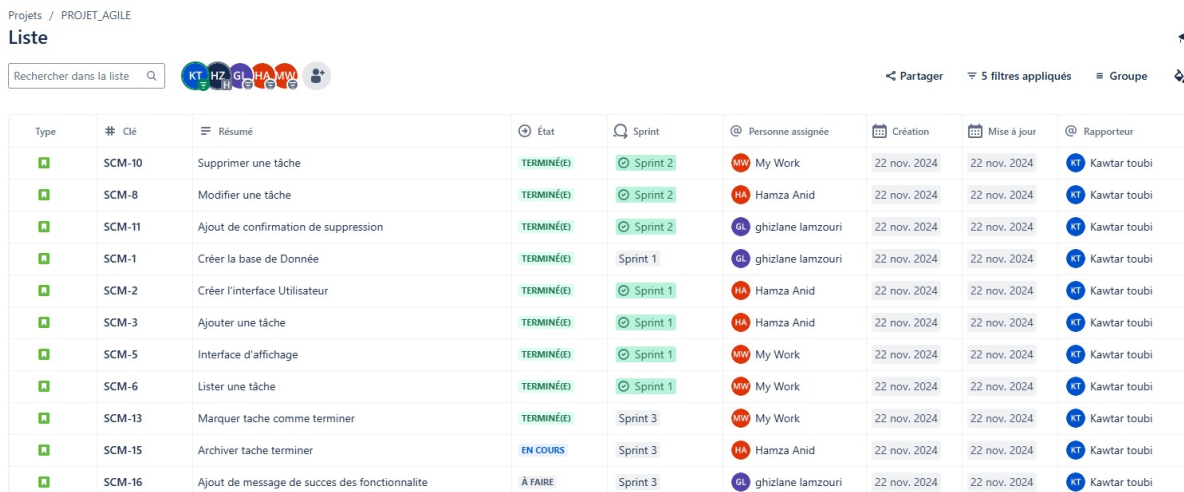 Projets / PROJET_AGILE
Liste
Rechercher dans la liste KT HZ H GL HA MW Partager 5 filtres appliqués Groupe
Type # Clé Résumé État Sprint @ Personne assignée Création Mise à jour @ Rapporteur
SCM-10 Supprimer une tâche TERMINÉ(E) Sprint 2 MW My Work 22 nov. 2024 22 nov. 2024 KT Kawtar toubi
SCM-8 Modifier une tâche TERMINÉ(E) Sprint 2 HA Hamza Anid 22 nov. 2024 22 nov. 2024 KT Kawtar toubi
SCM-11 Ajout de confirmation de suppression TERMINÉ(E) Sprint 2 GL ghizlane lamzouri 22 nov. 2024 22 nov. 2024 KT Kawtar toubi
SCM-1 Créer la base de Donnée TERMINÉ(E) Sprint 1 GL ghizlane lamzouri 22 nov. 2024 22 nov. 2024 KT Kawtar toubi
SCM-2 Créer l'interface Utilisateur TERMINÉ(E) Sprint 1 HA Hamza Anid 22 nov. 2024 22 nov. 2024 KT Kawtar toubi
SCM-3 Ajouter une tâche TERMINÉ(E) Sprint 1 HA Hamza Anid 22 nov. 2024 22 nov. 2024 KT Kawtar toubi
SCM-5 Interface d'affichage TERMINÉ(E) Sprint 1 MW My Work 22 nov. 2024 22 nov. 2024 KT Kawtar toubi
SCM-6 Lister une tâche TERMINÉ(E) Sprint 1 MW My Work 22 nov. 2024 22 nov. 2024 KT Kawtar toubi
SCM-13 Marquer tache comme terminer TERMINÉ(E) Sprint 3 MW My Work 22 nov. 2024 22 nov. 2024 KT Kawtar toubi
SCM-15 Archiver tache terminer EN COURS Sprint 3 HA Hamza Anid 22 nov. 2024 22 nov. 2024 KT Kawtar toubi
SCM-16 Ajout de message de succes des fonctionnalite À FAIRE Sprint 3 GL ghizlane lamzouri 22 nov. 2024 22 nov. 2024 KT Kawtar toubi